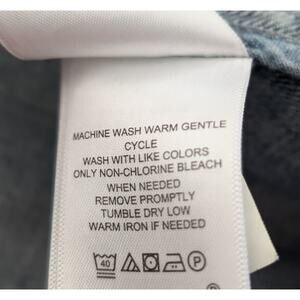 MACHINE WASH WARM GENTLE
CYCLE
WASH WITH LIKE COLORS
ONLY NON-CHLORINE BLEACH
WHEN NEEDED
REMOVE PROMPTLY
TUMBLE DRY LOW
WARM IRON IF NEEDED
40 P